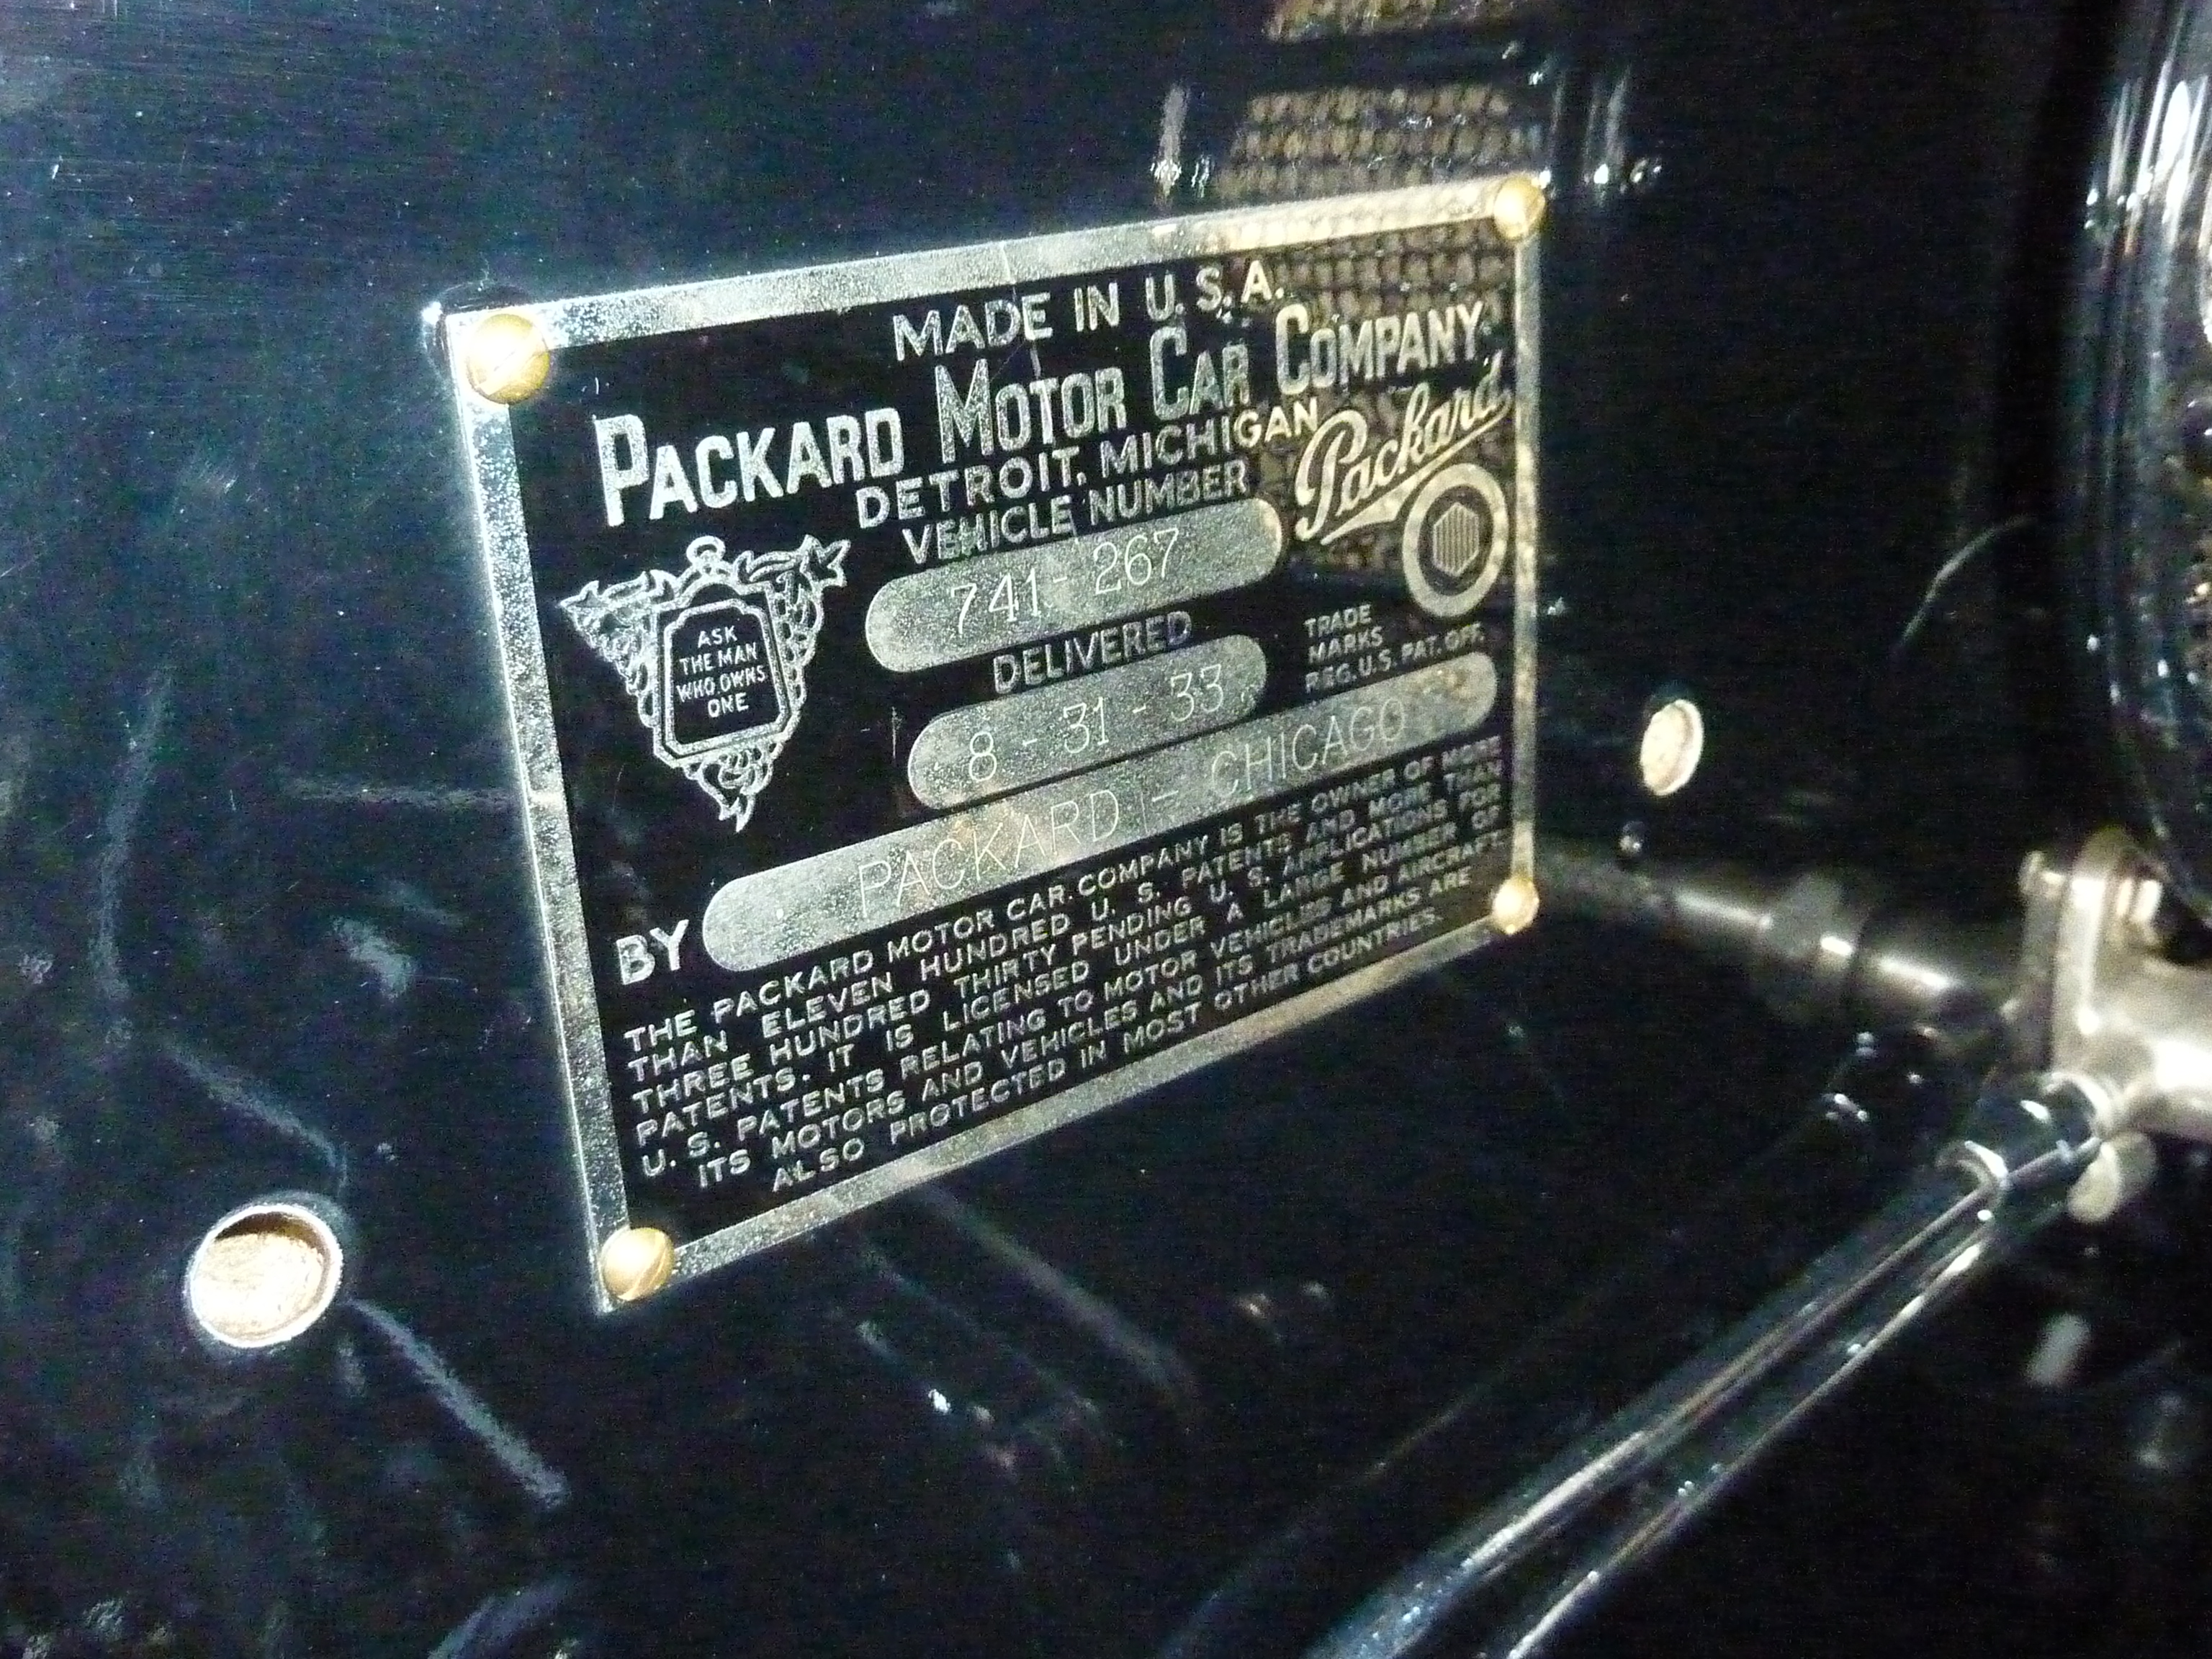 MADE IN U.S.A.
PACKARD MOTOR CAR COMPANY
DETROIT, MICHIGAN
Packard
VEHICLE NUMBER
741-267
ASK
THE MAN
WHO OWNS
ONE
DELIVERED
8 - 31 - 33
TRADE
MARKS
REG. U.S. PAT. OFF.
BY PACKARD - CHICAGO
THE PACKARD MOTOR CAR COMPANY IS THE OWNER OF MORE
THAN ELEVEN HUNDRED U. S. PATENTS AND MORE THAN
THREE HUNDRED THIRTY PENDING U. S. APPLICATIONS FOR
PATENTS. IT IS LICENSED UNDER A LARGE NUMBER OF
U. S. PATENTS RELATING TO MOTOR VEHICLES AND AIRCRAFT.
ITS MOTORS AND VEHICLES AND ITS TRADEMARKS ARE
ALSO PROTECTED IN MOST OTHER COUNTRIES.